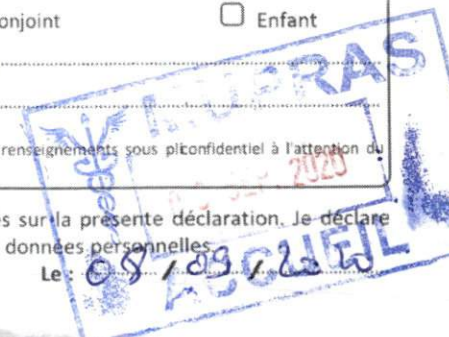 onjoint Enfant
MUPRAS
renseignements sous pli confidentiel à l'attention du
2020
es sur la présente déclaration. Je déclare
données personnelles.
Le : 08 / 09 / 2020
ACCUEIL